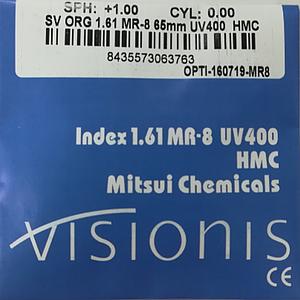 SPH: +1.00 CYL: 0.00
SV ORG 1.61 MR-8 65mm UV400 HMC
8435573063763
OPTI-160719-MR8
Index 1.61 MR-8 UV400
HMC
Mitsui Chemicals
VISIONIS
CE